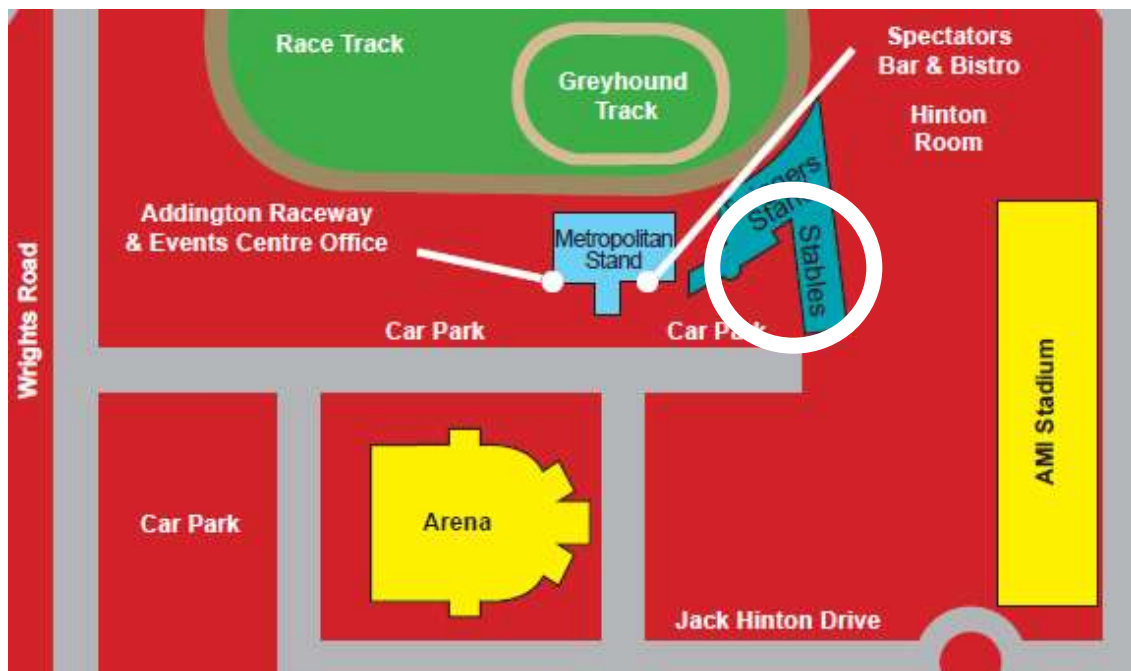 Race Track
Greyhound
Track
Spectators
Bar & Bistro
Hinton
Room
Addington Raceway
& Events Centre Office
Metropolitan
Stand
Stables
Wrights Road
Car Park
Car Park
AMI Stadium
Car Park
Arena
Jack Hinton Drive